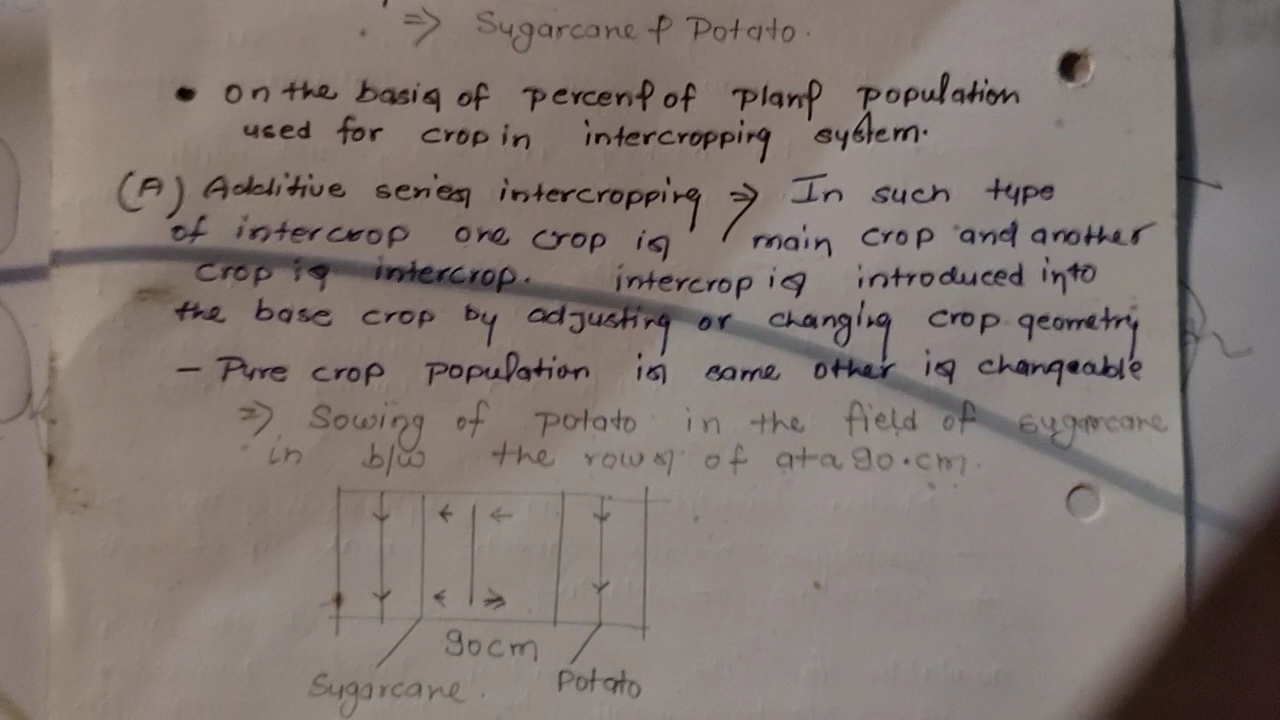 ⇒ Sugarcane + Potato.
• on the basis of percent of plant population
used for crop in intercropping system.
(A) Additive series intercropping ⇒ In such type
of intercrop one crop is main crop and another
crop is intercrop. intercrop is introduced into
the base crop by adjusting or changing crop geometry
- Pure crop population is same other is changeable
⇒ Sowing of potato in the field of sugarcane
in b/w the rows of at a 90.cm.
90cm
Sugarcane. Potato